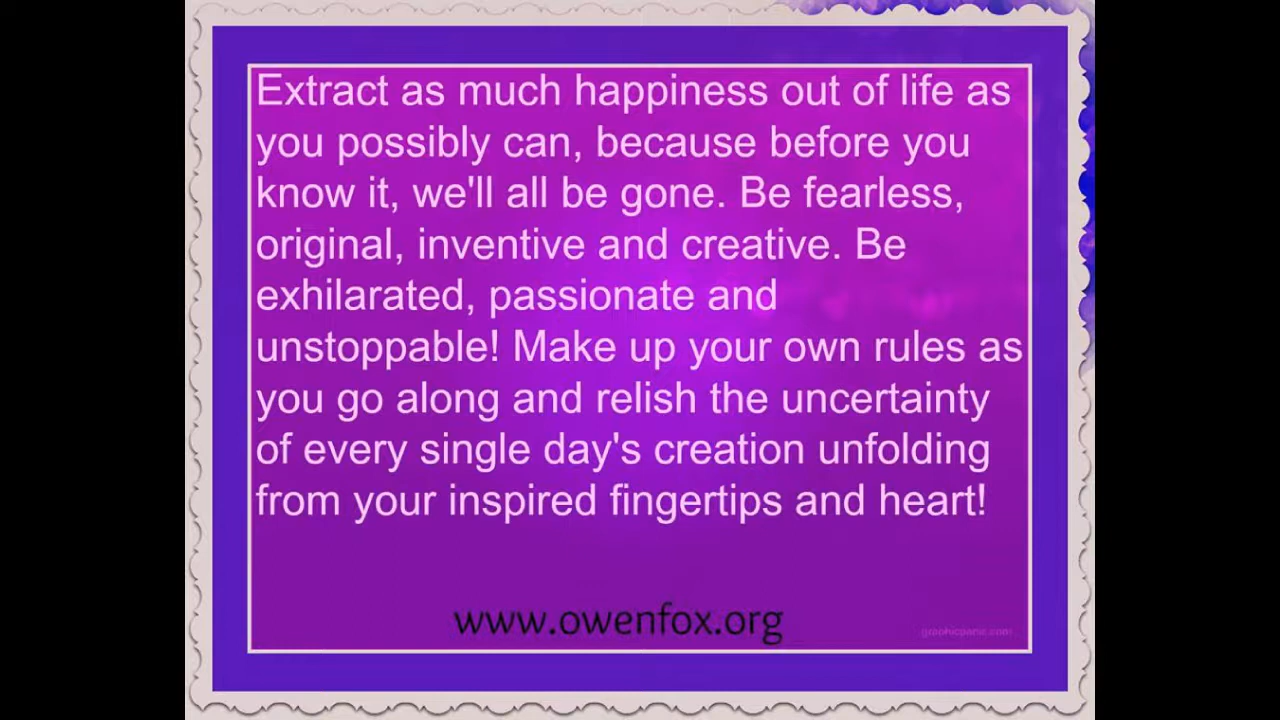 Extract as much happiness out of life as
you possibly can, because before you
know it, we'll all be gone. Be fearless,
original, inventive and creative. Be
exhilarated, passionate and
unstoppable! Make up your own rules as
you go along and relish the uncertainty
of every single day's creation unfolding
from your inspired fingertips and heart!
www.owenfox.org